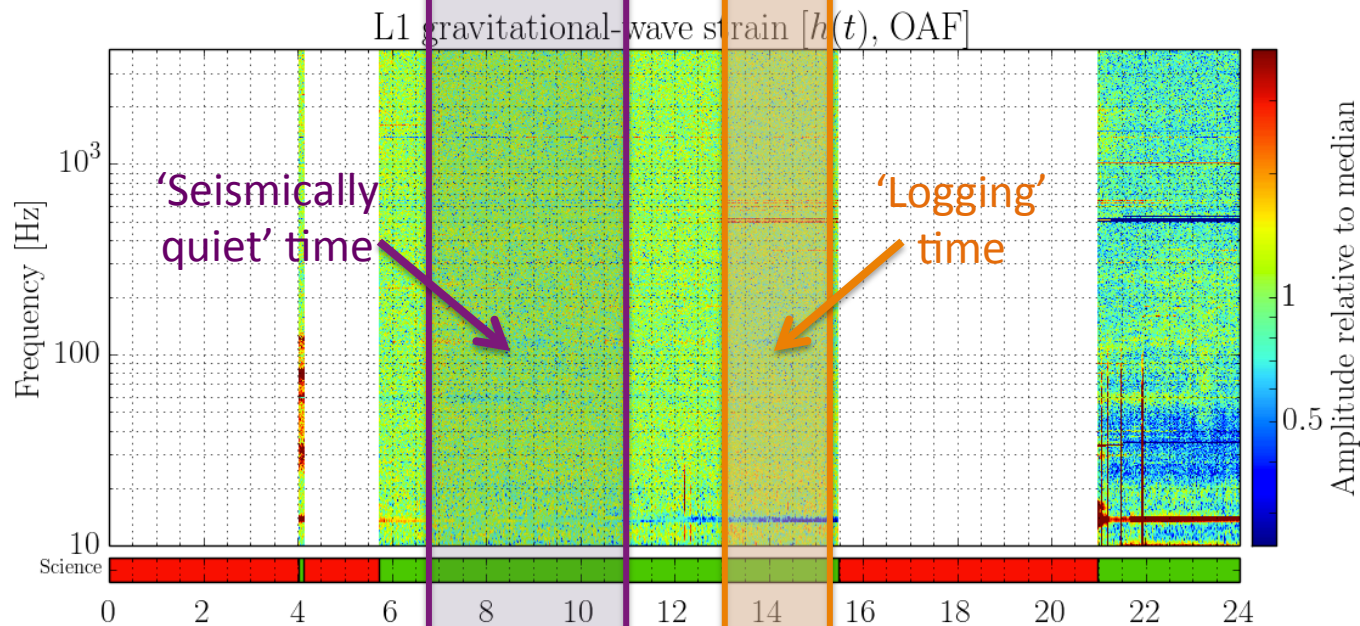 L1 gravitational-wave strain [h(t), OAF]
Frequency [Hz]
10³
100
10
‘Seismically
quiet’ time
‘Logging’
time
1
0.5
Amplitude relative to median
Science
0 2 4 6 8 10 12 14 16 18 20 22 24